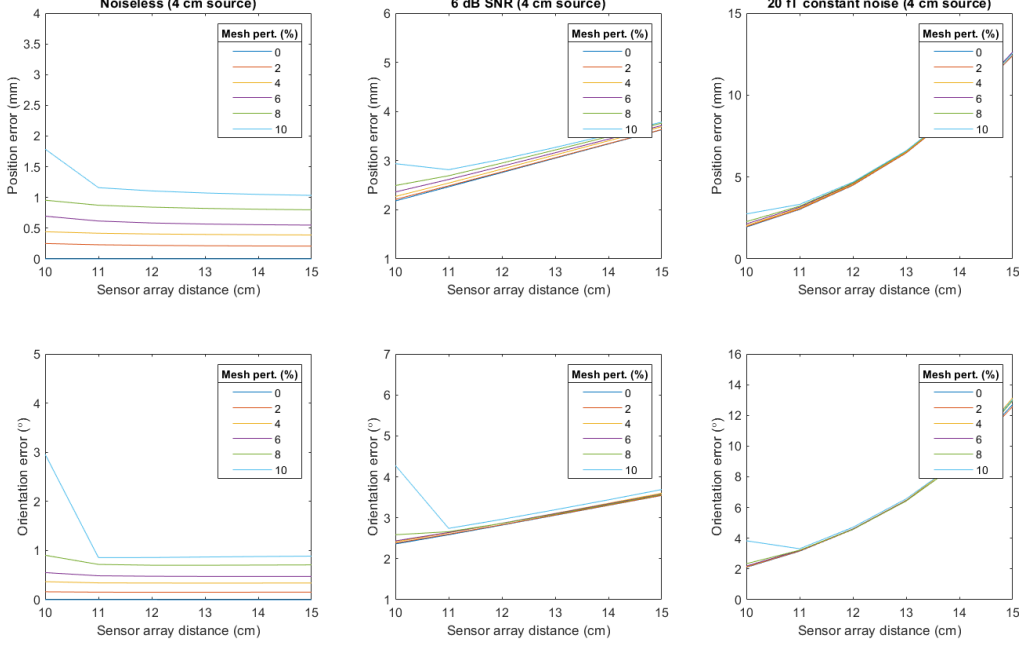 Noiseless (4 cm source)
Position error (mm)
4
3.5
3
2.5
2
1.5
1
0.5
0
10 11 12 13 14 15
Sensor array distance (cm)
Mesh pert. (%)
0
2
4
6
8
10
6 dB SNR (4 cm source)
Position error (mm)
6
5
4
3
2
1
10 11 12 13 14 15
Sensor array distance (cm)
Mesh pert. (%)
0
2
4
6
8
10
20 fT constant noise (4 cm source)
Position error (mm)
15
10
5
0
10 11 12 13 14 15
Sensor array distance (cm)
Mesh pert. (%)
0
2
4
6
8
10
Orientation error (°)
5
4
3
2
1
0
10 11 12 13 14 15
Sensor array distance (cm)
Mesh pert. (%)
0
2
4
6
8
10
Orientation error (°)
7
6
5
4
3
2
1
10 11 12 13 14 15
Sensor array distance (cm)
Mesh pert. (%)
0
2
4
6
8
10
Orientation error (°)
16
14
12
10
8
6
4
2
0
10 11 12 13 14 15
Sensor array distance (cm)
Mesh pert. (%)
0
2
4
6
8
10